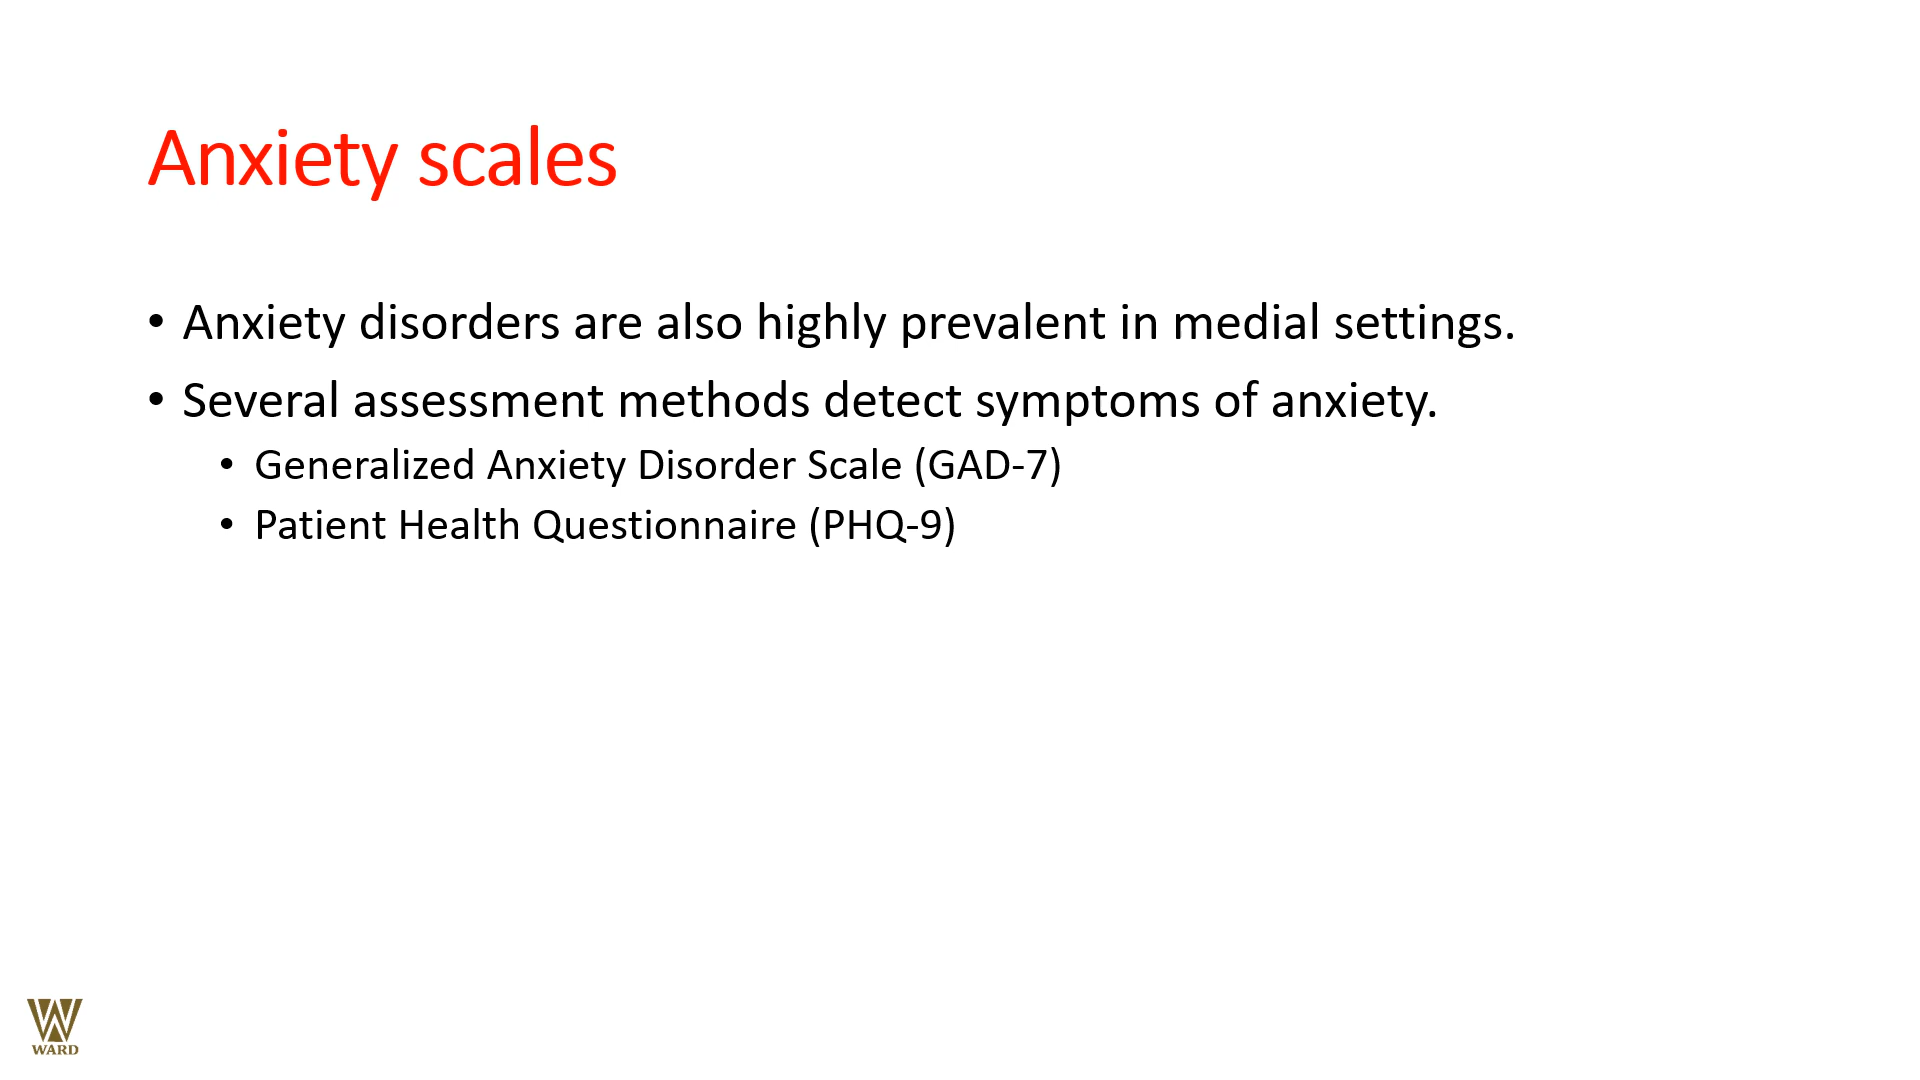 Anxiety scales
• Anxiety disorders are also highly prevalent in medial settings.
• Several assessment methods detect symptoms of anxiety.
• Generalized Anxiety Disorder Scale (GAD-7)
• Patient Health Questionnaire (PHQ-9)
WARD